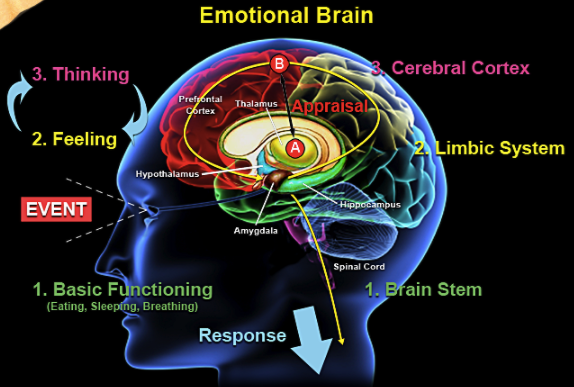 Emotional Brain
3. Thinking
B
3. Cerebral Cortex
Prefrontal
Cortex
Thalamus
Appraisal
2. Feeling
A
2. Limbic System
Hypothalamus
EVENT
Hippocampus
Amygdala
Spinal Cord
1. Basic Functioning
(Eating, Sleeping, Breathing)
1. Brain Stem
Response